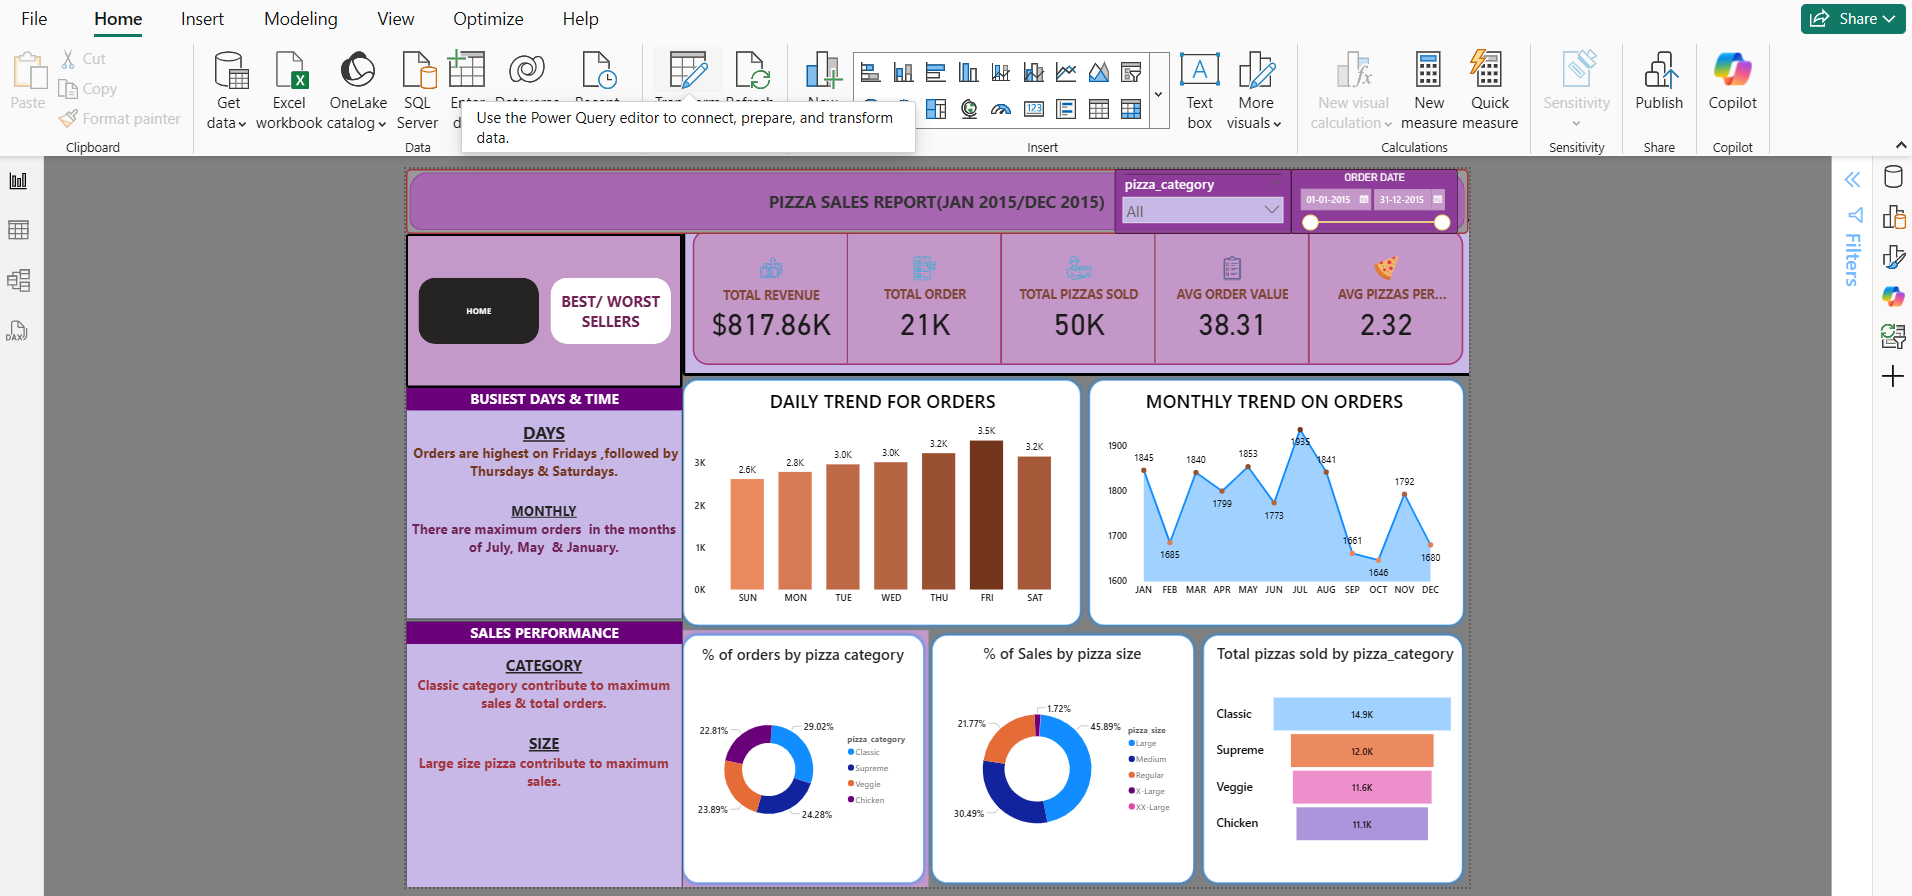 File Home Insert Modeling View Optimize Help
Share
Paste
Cut
Copy
Format painter
Clipboard
Get data
Excel workbook
OneLake catalog
SQL Server
Data
Use the Power Query editor to connect, prepare, and transform
data.
Text box
More visuals
Insert
New visual calculation
New measure
Quick measure
Calculations
Sensitivity
Sensitivity
Publish
Share
Copilot
Copilot
Filters
PIZZA SALES REPORT(JAN 2015/DEC 2015)
pizza_category
All
ORDER DATE
01-01-2015 31-12-2015
HOME
BEST/ WORST
SELLERS
TOTAL REVENUE
$817.86K
TOTAL ORDER
21K
TOTAL PIZZAS SOLD
50K
AVG ORDER VALUE
38.31
AVG PIZZAS PER...
2.32
BUSIEST DAYS & TIME
DAYS
Orders are highest on Fridays ,followed by
Thursdays & Saturdays.
MONTHLY
There are maximum orders in the months
of July, May & January.
DAILY TREND FOR ORDERS
3K
2K
1K
0K
2.6K 2.8K 3.0K 3.0K 3.2K 3.5K 3.2K
SUN MON TUE WED THU FRI SAT
MONTHLY TREND ON ORDERS
1900
1800
1700
1600
1845 1685 1840 1799 1853 1773 1935 1841 1661 1646 1792 1680
JAN FEB MAR APR MAY JUN JUL AUG SEP OCT NOV DEC
SALES PERFORMANCE
CATEGORY
Classic category contribute to maximum
sales & total orders.
SIZE
Large size pizza contribute to maximum
sales.
% of orders by pizza category
22.81%
29.02%
23.89%
24.28%
pizza_category
Classic
Supreme
Veggie
Chicken
% of Sales by pizza size
1.72%
21.77%
45.89%
30.49%
pizza_size
Large
Medium
Regular
X-Large
XX-Large
Total pizzas sold by pizza_category
Classic 14.9K
Supreme 12.0K
Veggie 11.6K
Chicken 11.1K